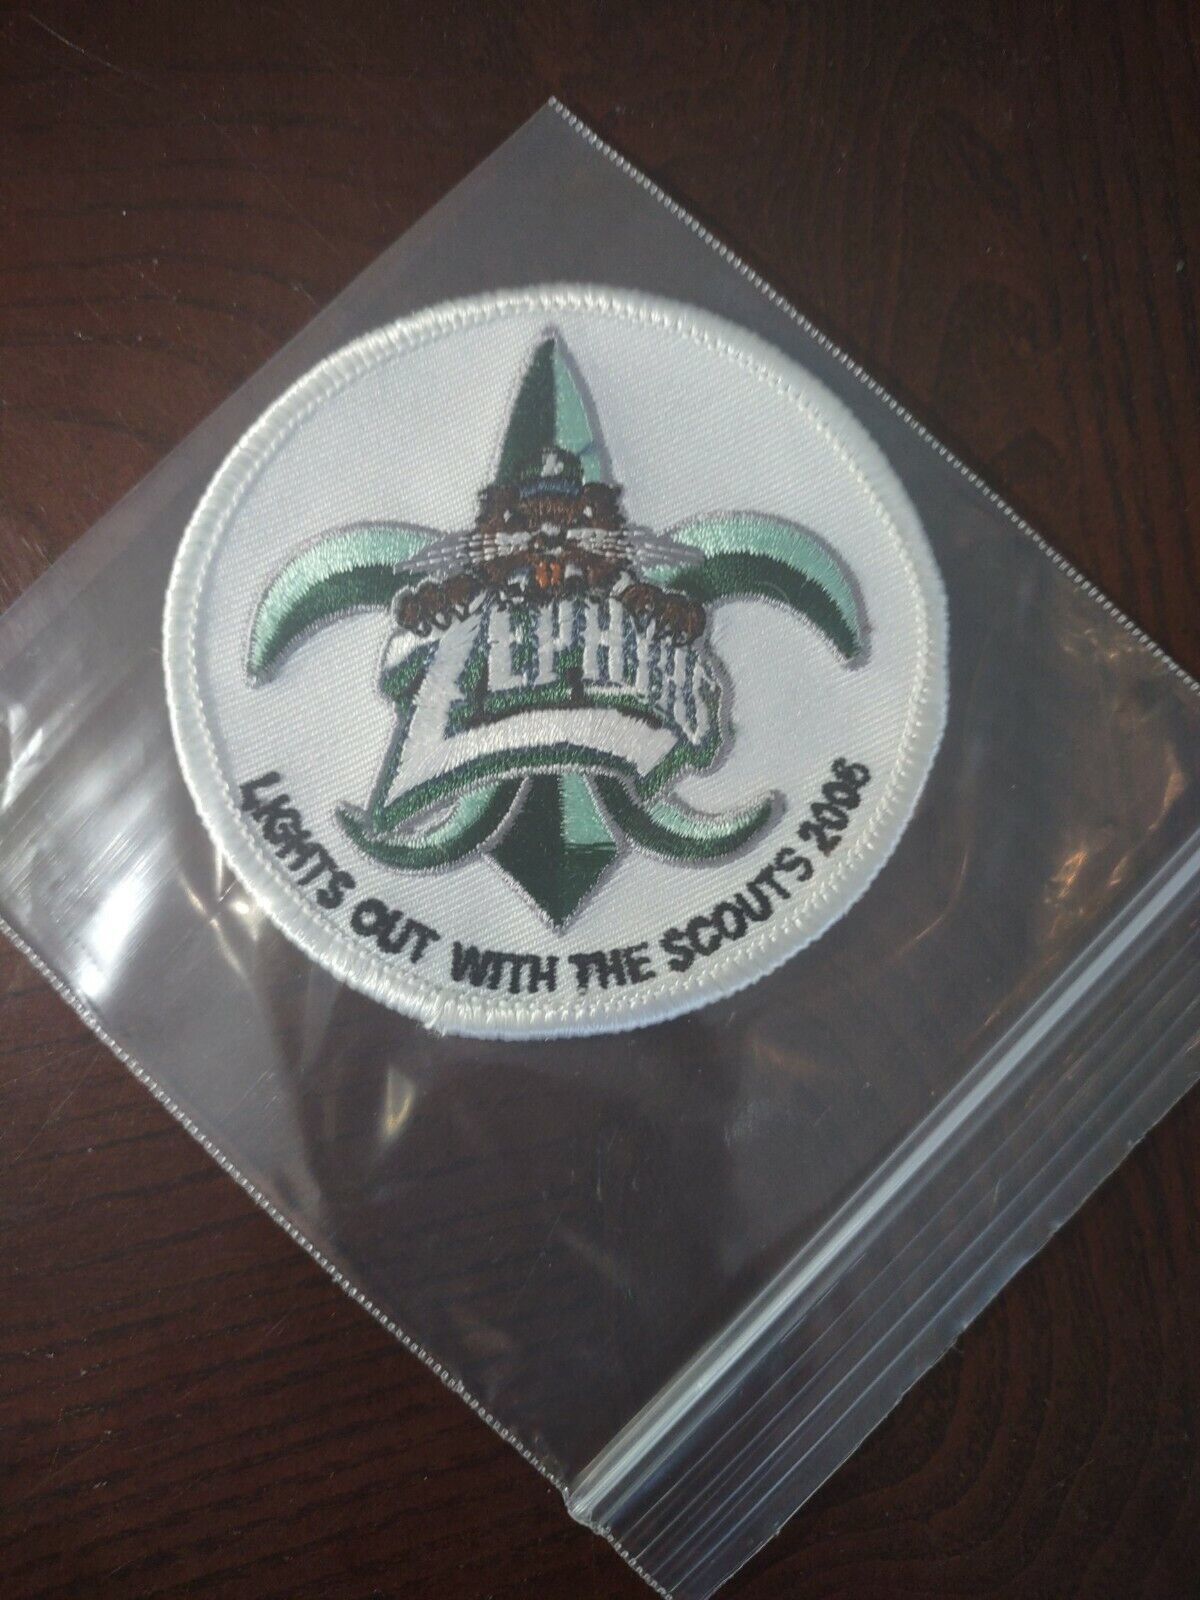 ZEPHYRS
LIGHTS OUT WITH THE SCOUTS 2006